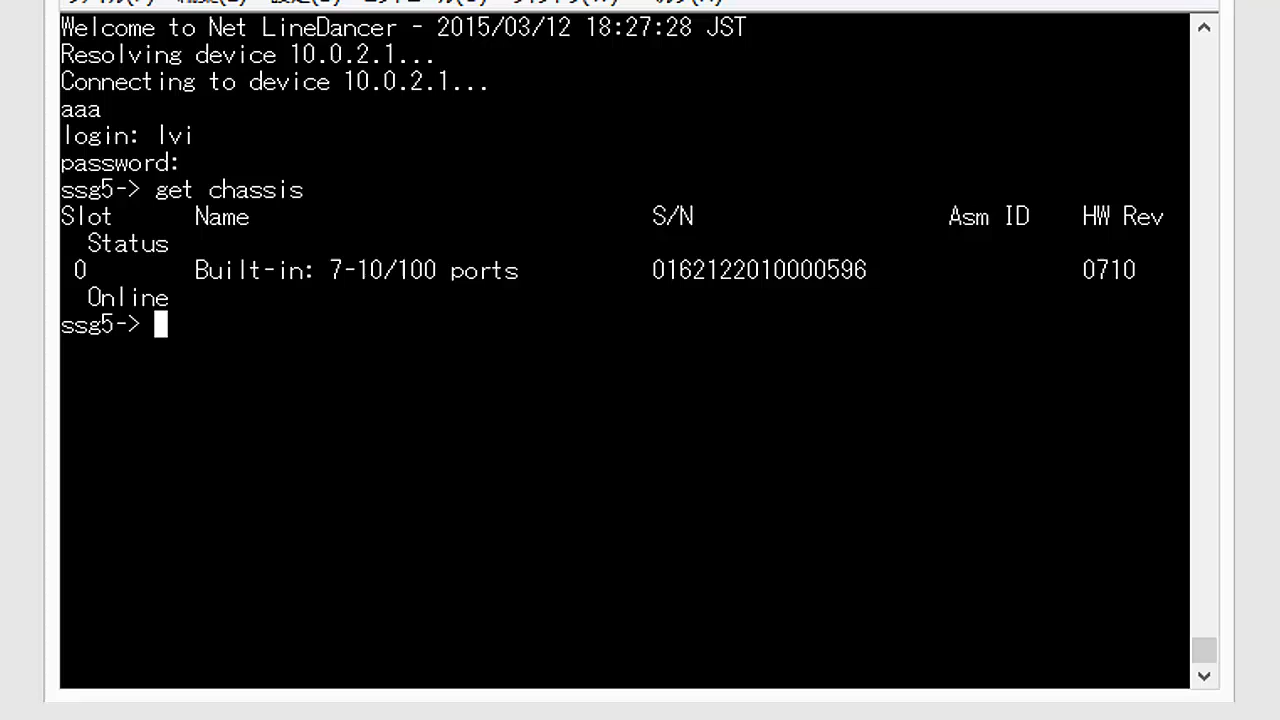 Welcome to Net LineDancer - 2015/03/12 18:27:28 JST
Resolving device 10.0.2.1...
Connecting to device 10.0.2.1...
aaa
login: lvi
password:
ssg5-> get chassis
Slot Name S/N Asm ID HW Rev
Status
0 Built-in: 7-10/100 ports 0162122010000596 0710
Online
ssg5->